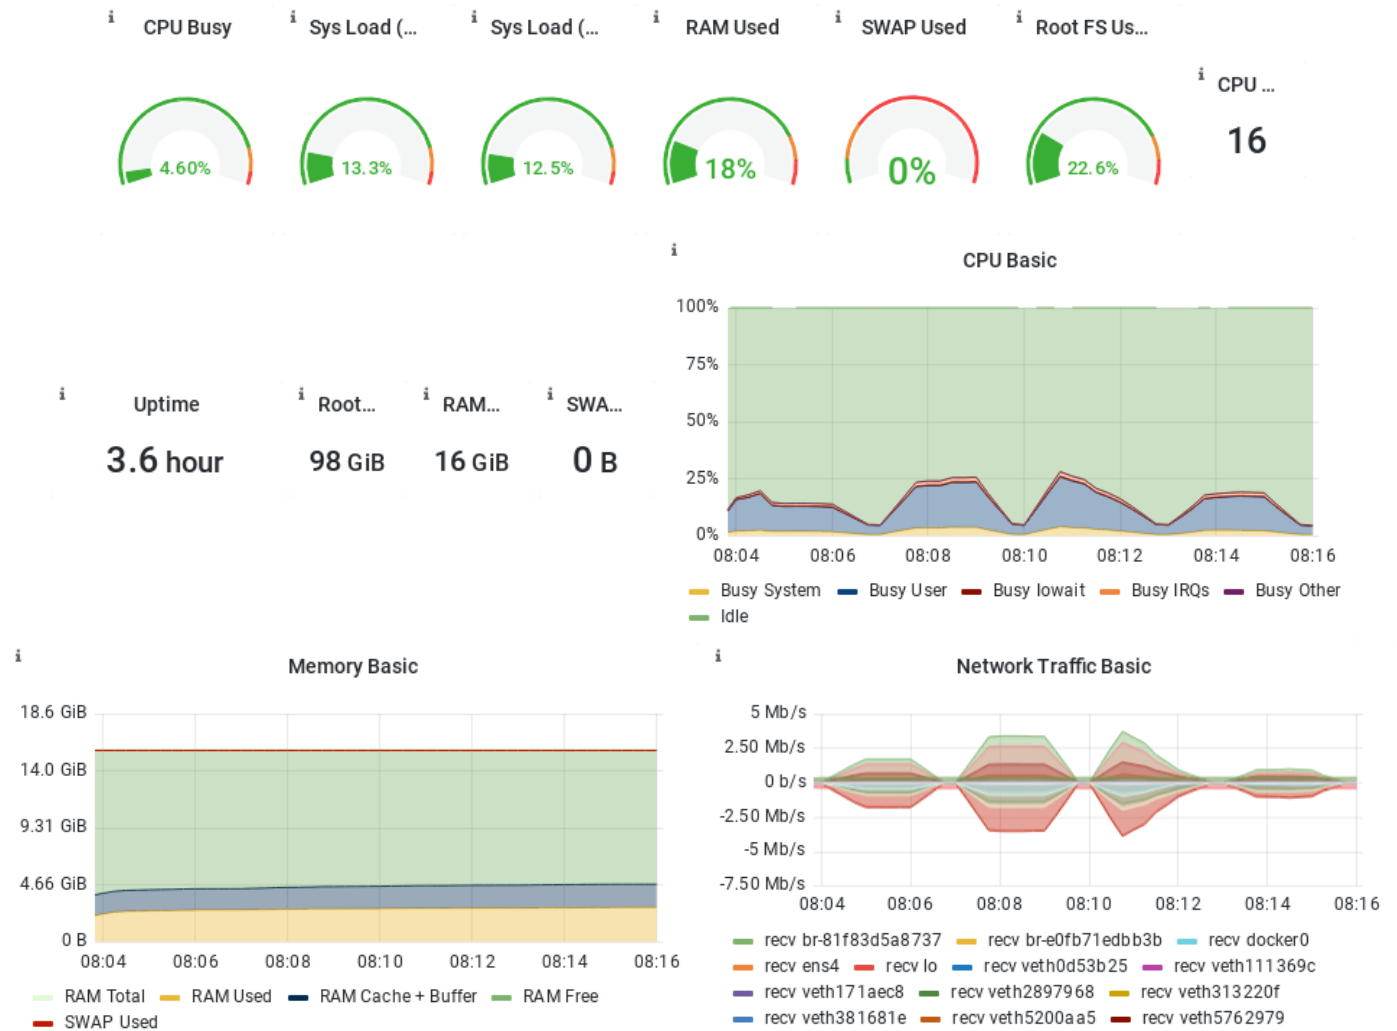 CPU Busy
Sys Load (...
Sys Load (...
RAM Used
SWAP Used
Root FS Us...
CPU ...
4.60%
13.3%
12.5%
18%
0%
22.6%
16
Uptime
Root...
RAM...
SWA...
3.6 hour
98 GiB
16 GiB
0 B
CPU Basic
100%
75%
50%
25%
0%
08:04 08:06 08:08 08:10 08:12 08:14 08:16
Busy System Busy User Busy Iowait Busy IRQs Busy Other
Idle
Memory Basic
18.6 GiB
14.0 GiB
9.31 GiB
4.66 GiB
0 B
08:04 08:06 08:08 08:10 08:12 08:14 08:16
RAM Total RAM Used RAM Cache + Buffer RAM Free
SWAP Used
Network Traffic Basic
5 Mb/s
2.50 Mb/s
0 b/s
-2.50 Mb/s
-5 Mb/s
-7.50 Mb/s
08:04 08:06 08:08 08:10 08:12 08:14 08:16
recv br-81f83d5a8737 recv br-e0fb71edbb3b recv docker0
recv ens4 recv lo recv veth0d53b25 recv veth111369c
recv veth171aec8 recv veth2897968 recv veth313220f
recv veth381681e recv veth5200aa5 recv veth5762979